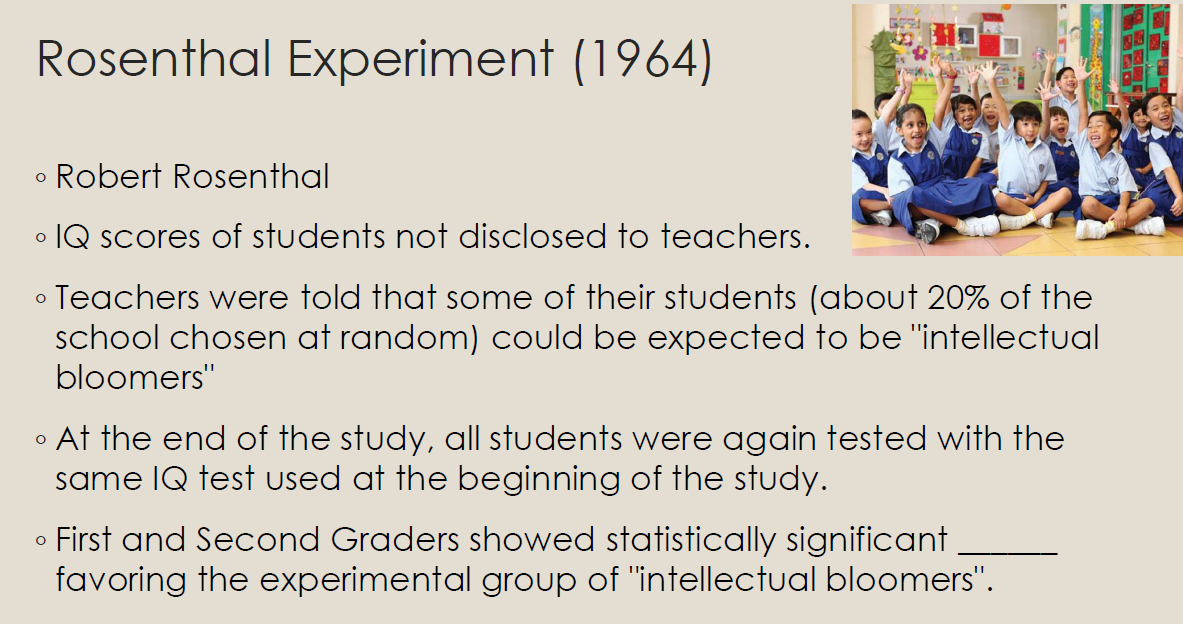 Rosenthal Experiment (1964)
◦ Robert Rosenthal
◦ IQ scores of students not disclosed to teachers.
◦ Teachers were told that some of their students (about 20% of the
school chosen at random) could be expected to be "intellectual
bloomers"
◦ At the end of the study, all students were again tested with the
same IQ test used at the beginning of the study.
◦ First and Second Graders showed statistically significant ______
favoring the experimental group of "intellectual bloomers".